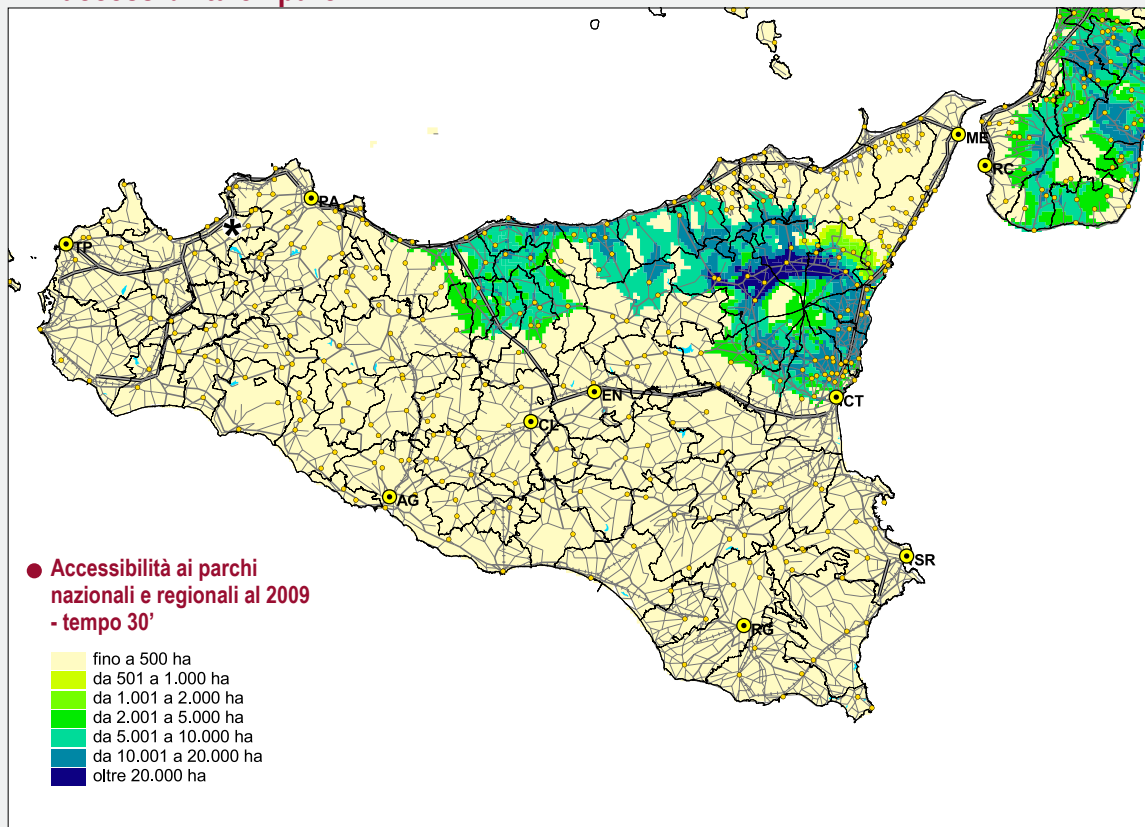 ME
RC
PA
*
TP
EN
CT
CL
AG
SR
● Accessibilità ai parchi
nazionali e regionali al 2009
- tempo 30’
RG
fino a 500 ha
da 501 a 1.000 ha
da 1.001 a 2.000 ha
da 2.001 a 5.000 ha
da 5.001 a 10.000 ha
da 10.001 a 20.000 ha
oltre 20.000 ha